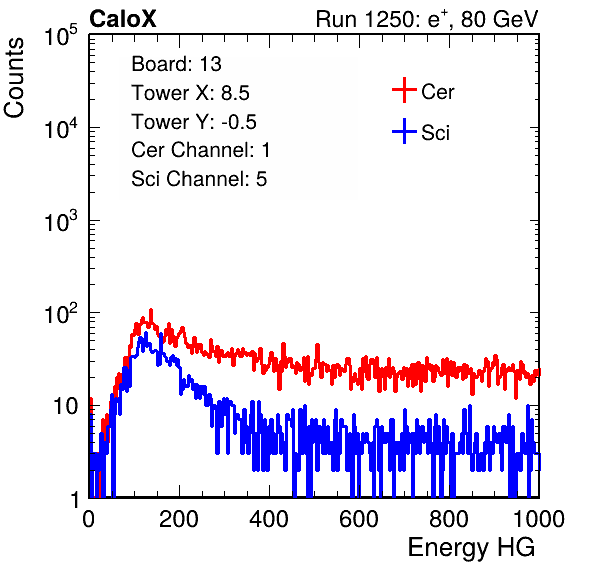 CaloX Run 1250: e⁺, 80 GeV
Counts
10⁵
10⁴
10³
10²
10
1
Board: 13
Tower X: 8.5
Tower Y: -0.5
Cer Channel: 1
Sci Channel: 5
Cer
Sci
0 200 400 600 800 1000
Energy HG